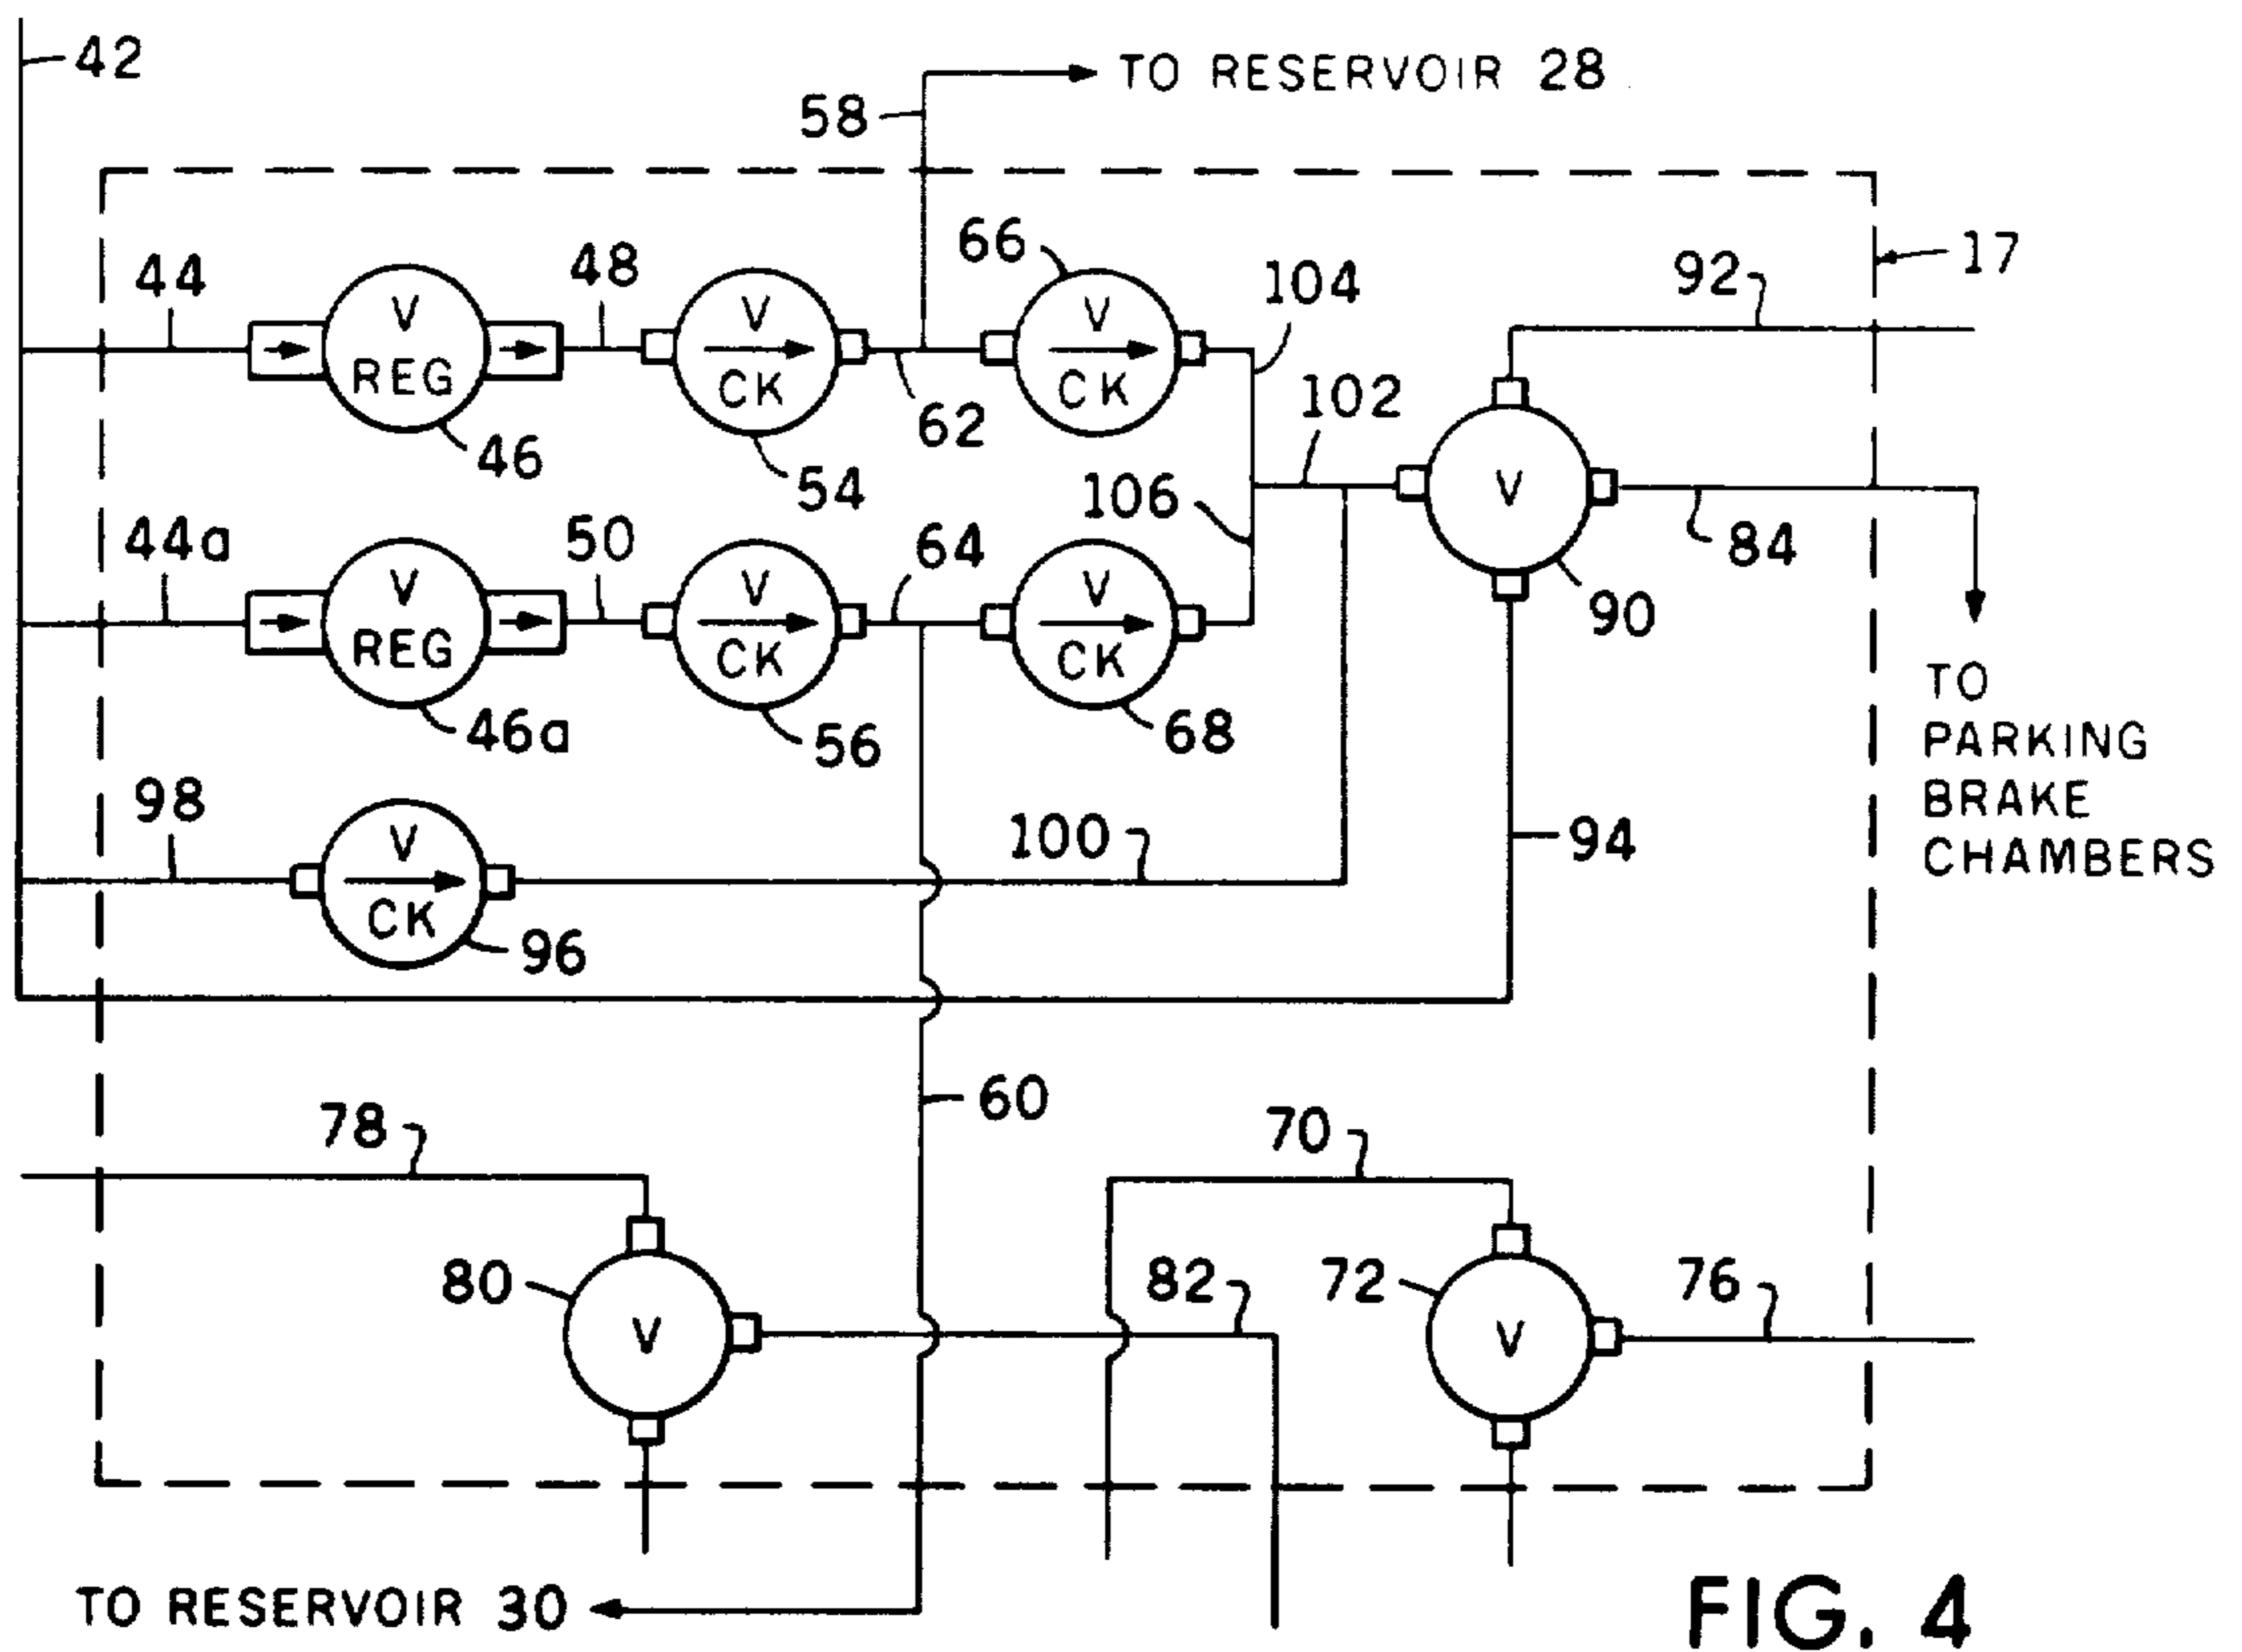 42
TO RESERVOIR 28
58
66
17
44
48
104
92
V
REG
V
CK
V
CK
102
62
46
54
V
106
44a
50
64
84
90
V
REG
V
CK
V
CK
TO
PARKING
BRAKE
CHAMBERS
46a
56
68
98
100
94
V
CK
96
60
78
70
80
82
72
76
V
V
TO RESERVOIR 30
FIG. 4